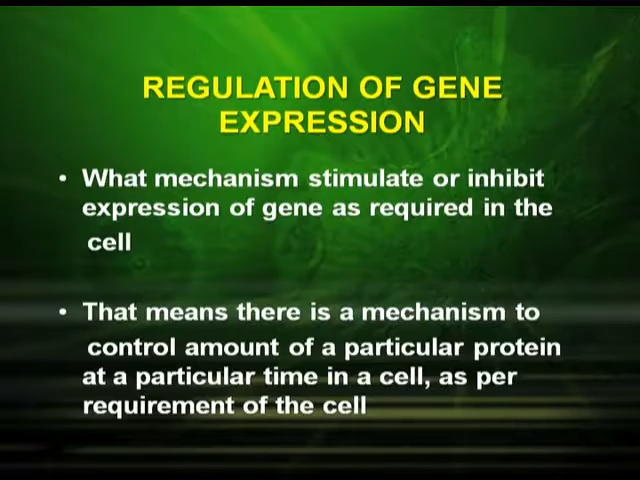 REGULATION OF GENE
EXPRESSION
• What mechanism stimulate or inhibit
expression of gene as required in the
cell
• That means there is a mechanism to
control amount of a particular protein
at a particular time in a cell, as per
requirement of the cell